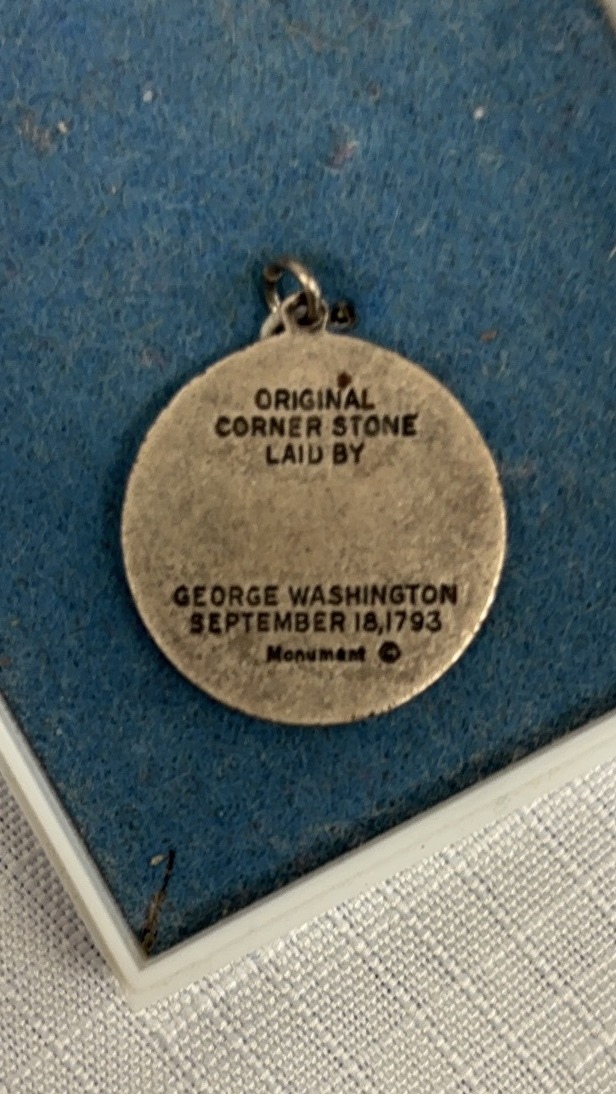 ORIGINAL
CORNER STONE
LAID BY
GEORGE WASHINGTON
SEPTEMBER 18,1793
Monument ©